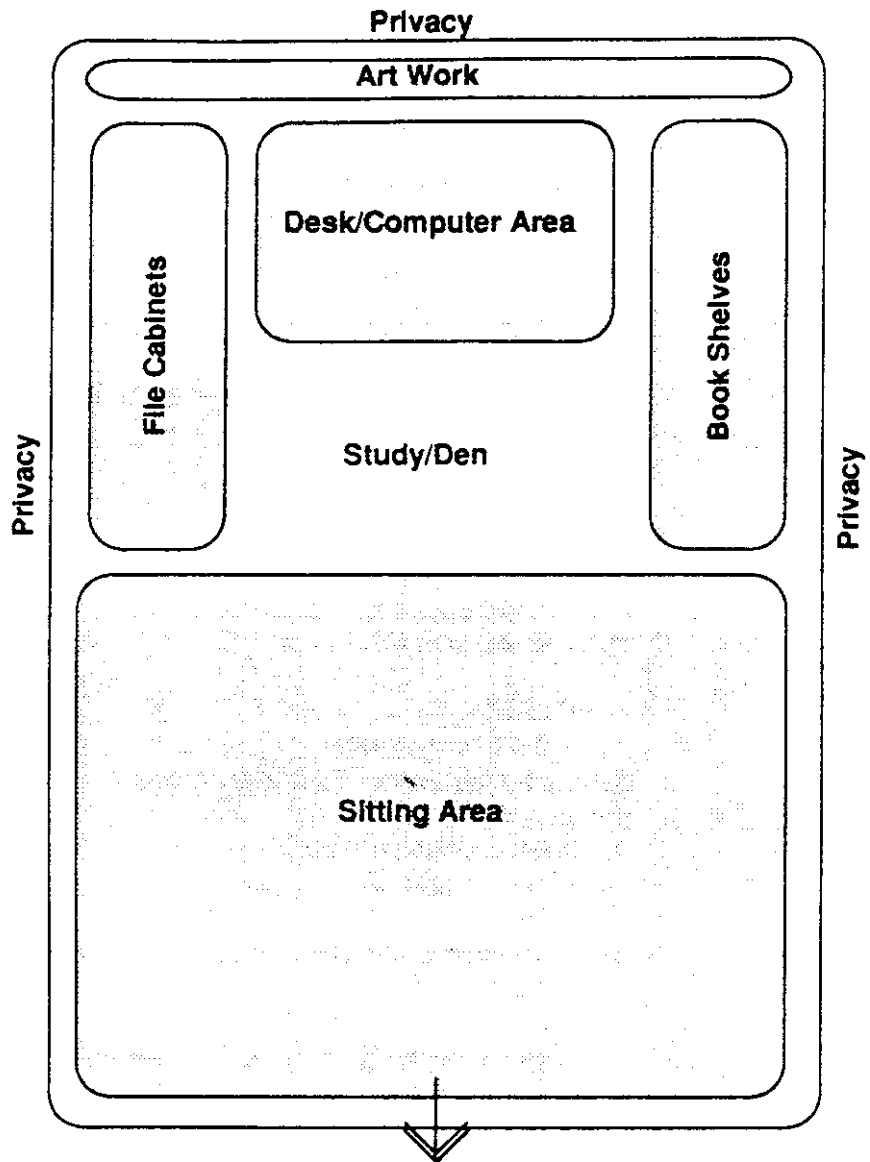 Privacy
Art Work
Desk/Computer Area
File Cabinets
Book Shelves
Study/Den
Privacy
Privacy
Sitting Area